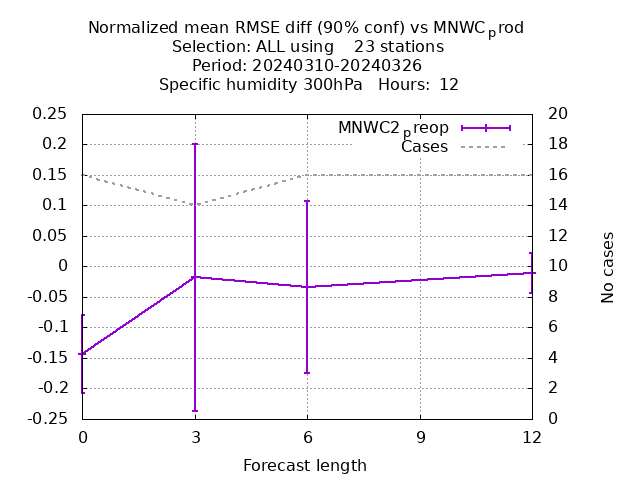 Normalized mean RMSE diff (90% conf) vs MNWCprod
Selection: ALL using    23 stations
Period: 20240310-20240326
Specific humidity 300hPa   Hours: 12
0.25
0.2
0.15
0.1
0.05
0
-0.05
-0.1
-0.15
-0.2
-0.25
MNWC2preop
Cases
20
18
16
14
12
10
8
6
4
2
0
No cases
0 3 6 9 12
Forecast length